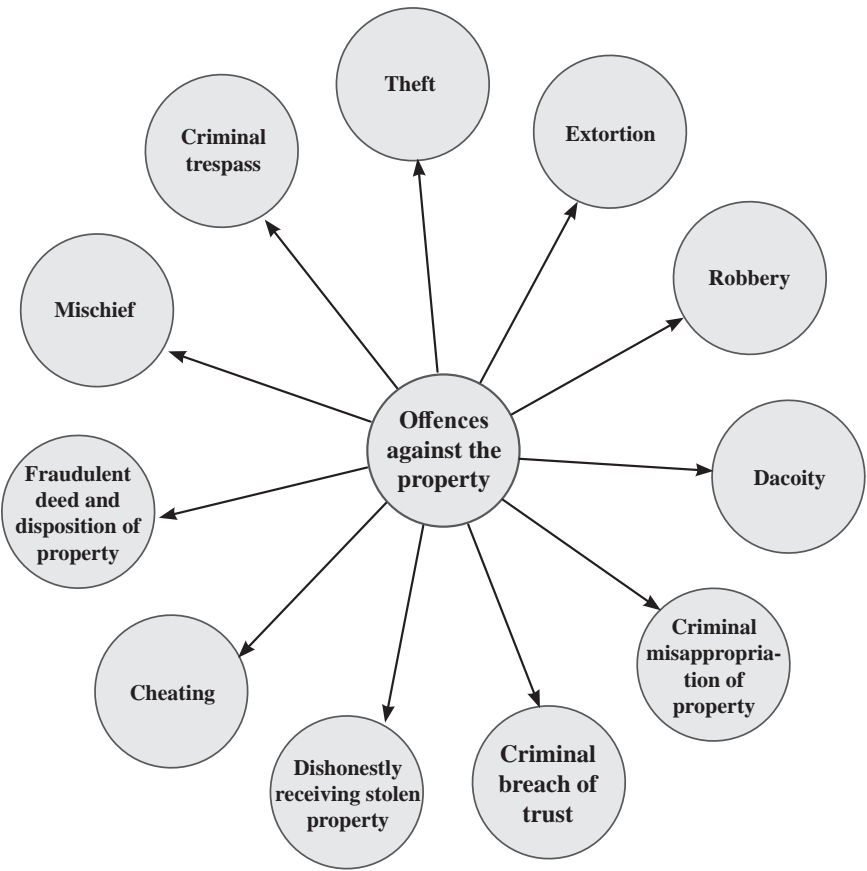 Theft
Extortion
Criminal
trespass
Robbery
Mischief
Offences
against the
property
Dacoity
Fraudulent
deed and
disposition of
property
Criminal
misappropria-
tion of
property
Cheating
Dishonestly
receiving stolen
property
Criminal
breach of
trust